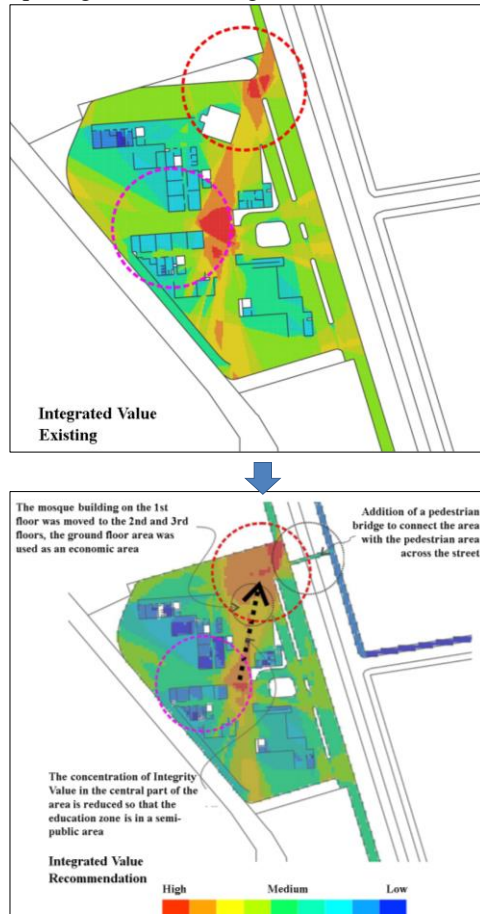 Integrated Value
Existing
The mosque building on the 1st
floor was moved to the 2nd and 3rd
floors, the ground floor area was
used as an economic area
Addition of a pedestrian
bridge to connect the area
with the pedestrian area
across the street
The concentration of Integrity
Value in the central part of the
area is reduced so that the
education zone is in a semi-
public area
Integrated Value
Recommendation
High Medium Low